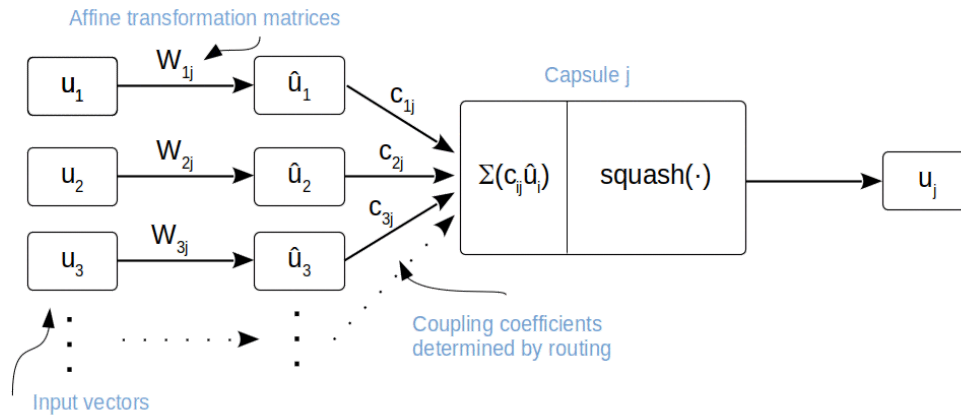 Affine transformation matrices
u₁ W₁ⱼ û₁ c₁ⱼ
Capsule j
u₂ W₂ⱼ û₂ c₂ⱼ
Σ(cᵢⱼûᵢ) squash(·) uⱼ
u₃ W₃ⱼ û₃ c₃ⱼ
Coupling coefficients
determined by routing
Input vectors